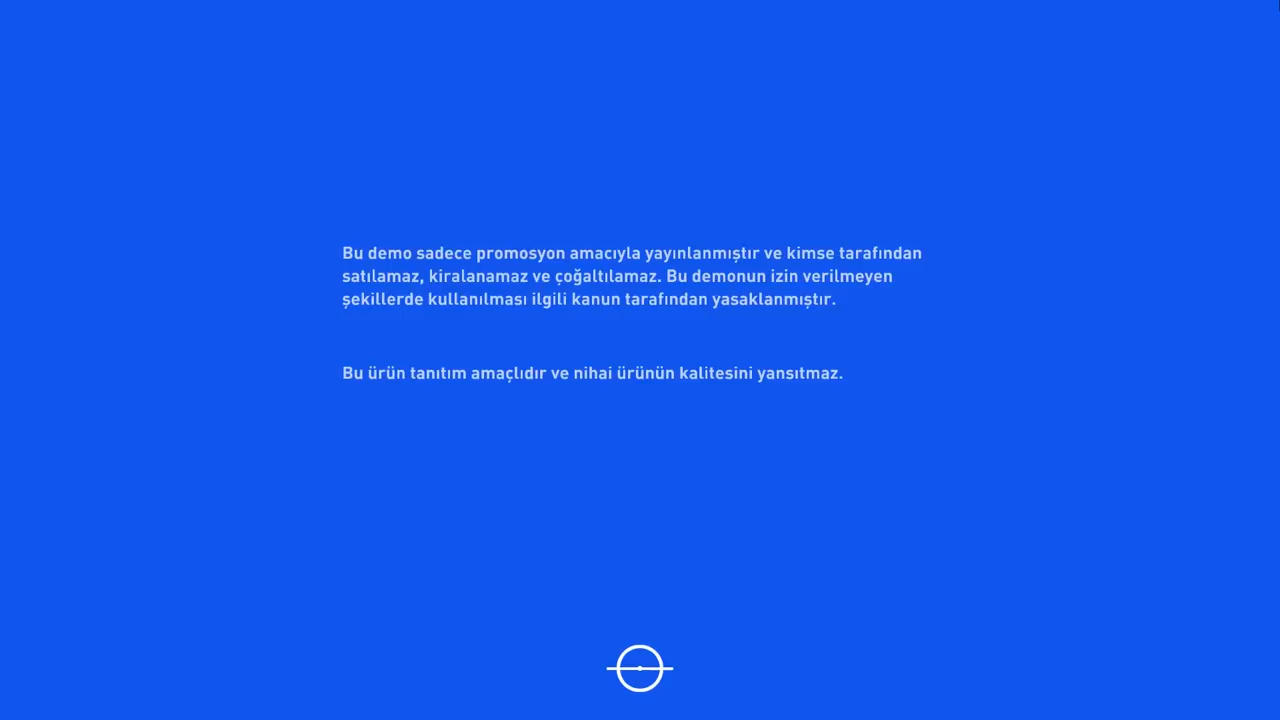 Bu demo sadece promosyon amacıyla yayınlanmıştır ve kimse tarafından
satılamaz, kiralanamaz ve çoğaltılamaz. Bu demonun izin verilmeyen
şekillerde kullanılması ilgili kanun tarafından yasaklanmıştır.
Bu ürün tanıtım amaçlıdır ve nihai ürünün kalitesini yansıtmaz.